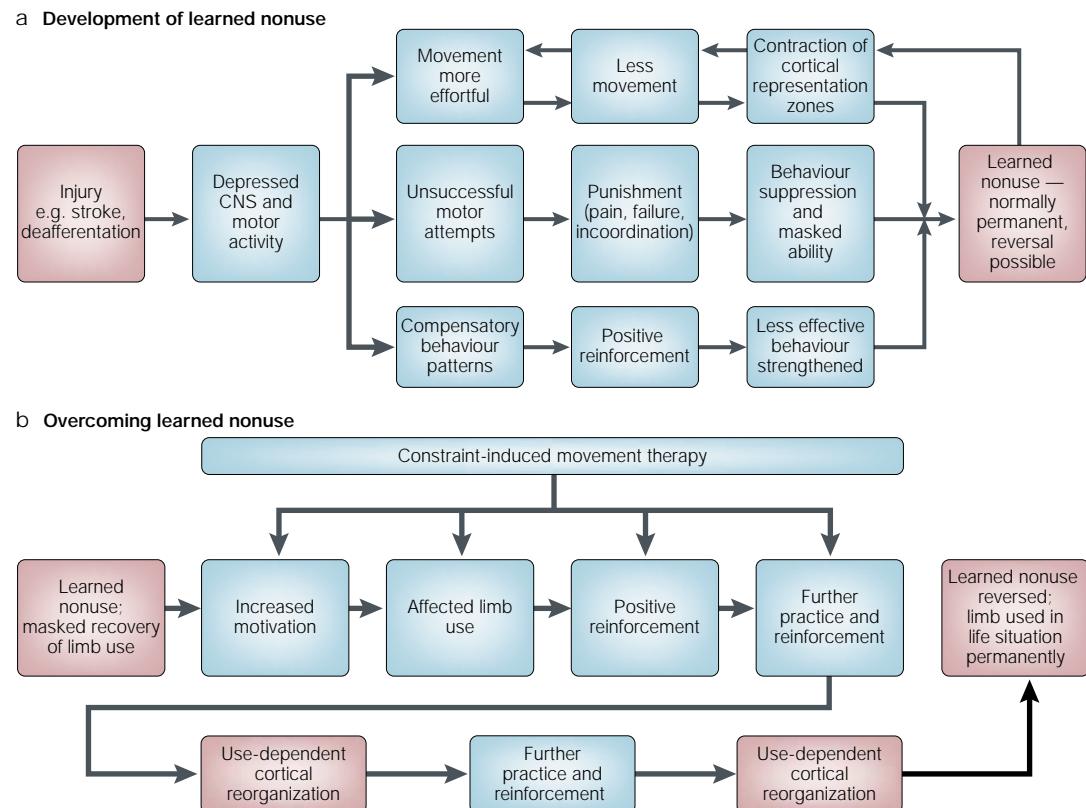 a Development of learned nonuse
Movement
more
effortful
Less
movement
Contraction of
cortical
representation
zones
Injury
e.g. stroke,
deafferentation
Depressed
CNS and
motor
activity
Unsuccessful
motor
attempts
Punishment
(pain, failure,
incoordination)
Behaviour
suppression
and
masked
ability
Learned
nonuse —
normally
permanent,
reversal
possible
Compensatory
behaviour
patterns
Positive
reinforcement
Less effective
behaviour
strengthened
b Overcoming learned nonuse
Constraint-induced movement therapy
Learned
nonuse;
masked recovery
of limb use
Increased
motivation
Affected limb
use
Positive
reinforcement
Further
practice and
reinforcement
Learned nonuse
reversed;
limb used in
life situation
permanently
Use-dependent
cortical
reorganization
Further
practice and
reinforcement
Use-dependent
cortical
reorganization